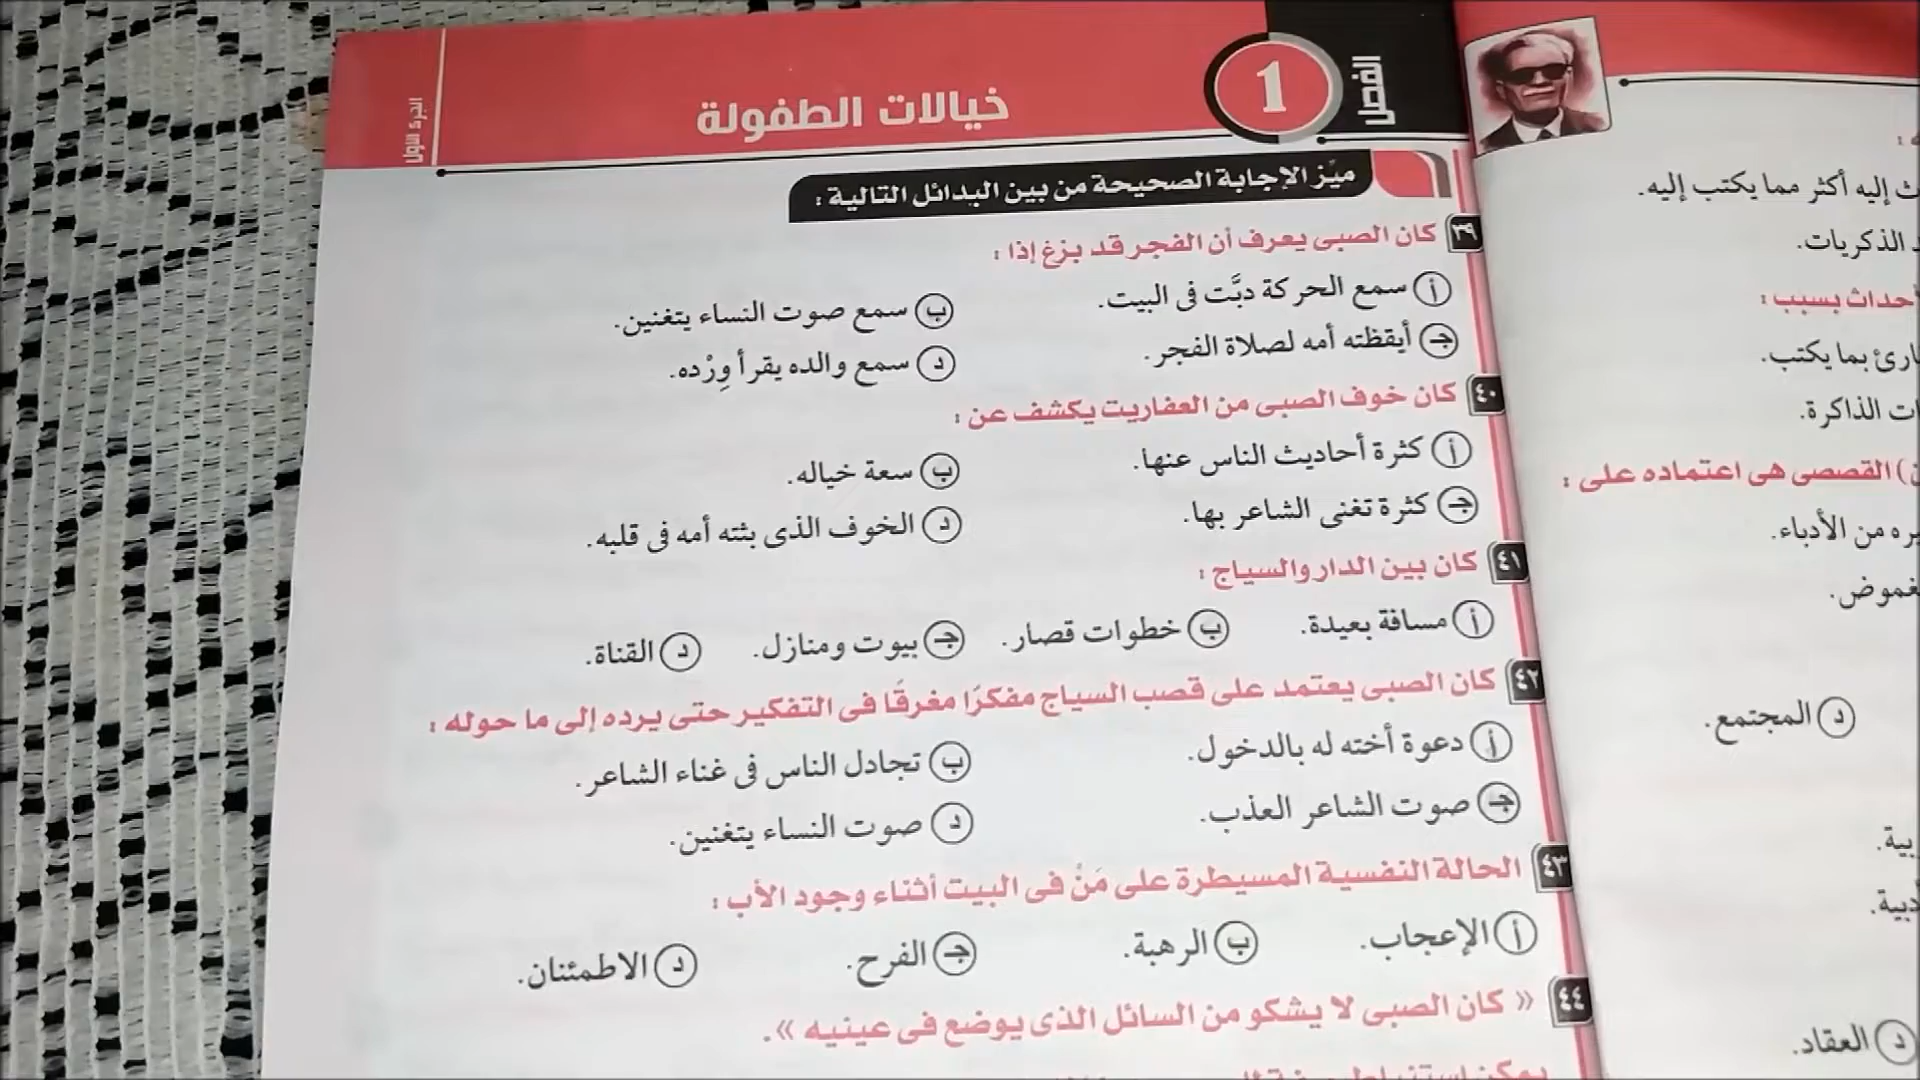 الجزء الأول
خيالات الطفولة
1
الفصل
ميِّز الإجابة الصحيحة من بين البدائل التالية :
٣٩ كان الصبى يعرف أن الفجر قد بزغ إذا :
أ سمع الحركة دبَّت فى البيت.
ب سمع صوت النساء يتغنين.
جـ أيقظته أمه لصلاة الفجر.
د سمع والده يقرأ وِرْده.
٤٠ كان خوف الصبى من العفاريت يكشف عن :
أ كثرة أحاديث الناس عنها.
ب سعة خياله.
جـ كثرة تغنى الشاعر بها.
د الخوف الذى بثته أمه فى قلبه.
٤١ كان بين الدار والسياج :
أ مسافة بعيدة. ب خطوات قصار. جـ بيوت ومنازل. د القناة.
٤٢ كان الصبى يعتمد على قصب السياج مفكرًا مغرقًا فى التفكير حتى يرده إلى ما حوله :
أ دعوة أخته له بالدخول.
ب تجادل الناس فى غناء الشاعر.
جـ صوت الشاعر العذب.
د صوت النساء يتغنين.
٤٣ الحالة النفسية المسيطرة على مَنْ فى البيت أثناء وجود الأب :
أ الإعجاب. ب الرهبة. جـ الفرح. د الاطمئنان.
٤٤ « كان الصبى لا يشكو من السائل الذى يوضع فى عينيه ».
إليه أكثر مما يكتب إليه.
الذكريات.
بسبب :
بما يكتب.
الذاكرة.
القصصى هى اعتماده على :
من الأدباء.
د المجتمع.
د العقاد.